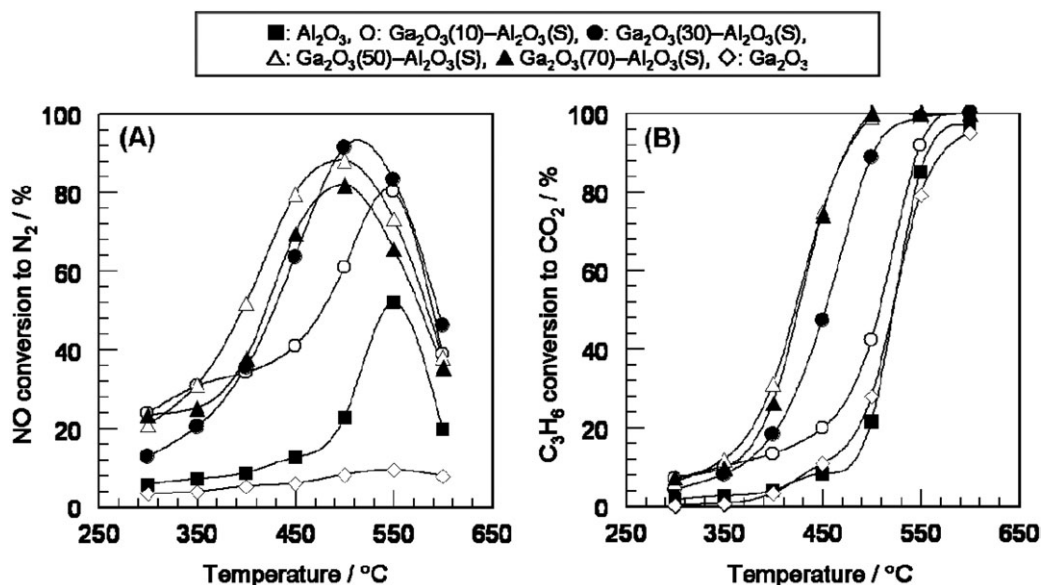 ■: Al₂O₃, ○: Ga₂O₃(10)–Al₂O₃(S), ●: Ga₂O₃(30)–Al₂O₃(S),
△: Ga₂O₃(50)–Al₂O₃(S), ▲: Ga₂O₃(70)–Al₂O₃(S), ◇: Ga₂O₃
(A)
NO conversion to N₂ / %
100
80
60
40
20
0
250 350 450 550 650
Temperature / °C
(B)
C₃H₆ conversion to CO₂ / %
100
80
60
40
20
0
250 350 450 550 650
Temperature / °C